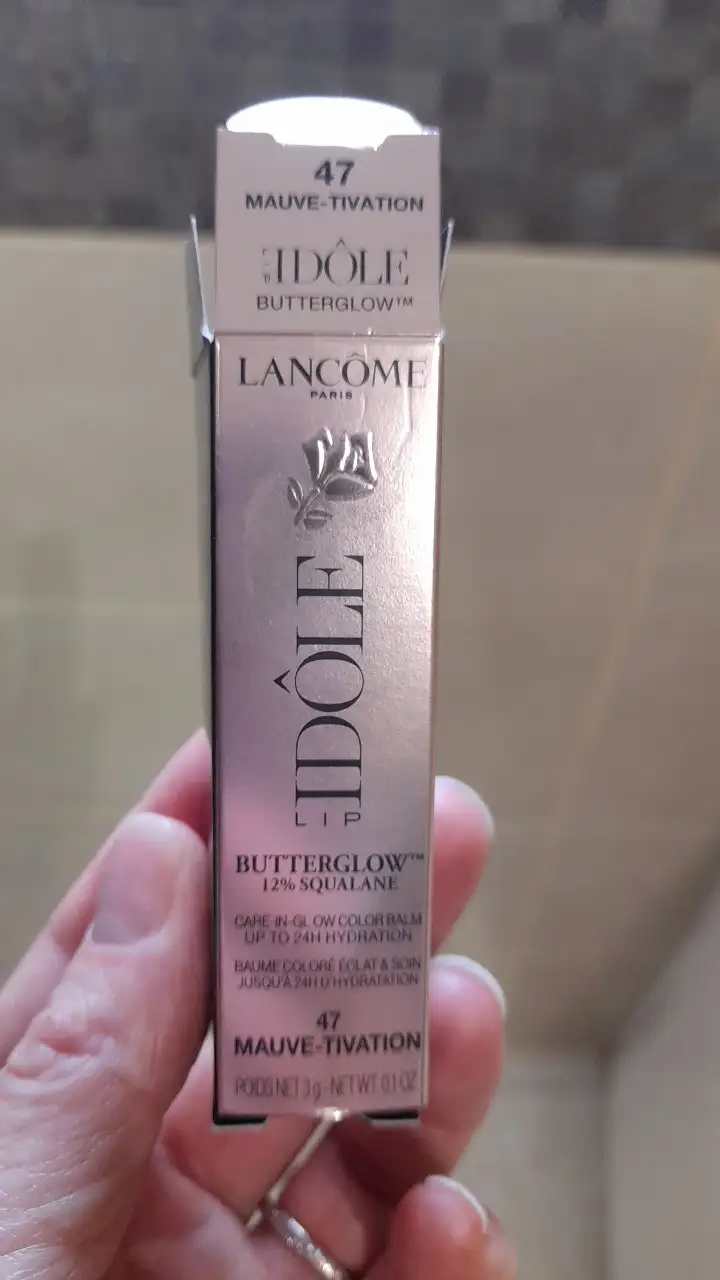 47
MAUVE-TIVATION
LIP IDÔLE
BUTTERGLOW™
LANCÔME
PARIS
LIP IDÔLE
BUTTERGLOW™
12% SQUALANE
CARE-IN-GLOW COLOR BALM
UP TO 24H HYDRATION
BAUME COLORÉ ÉCLAT & SOIN
JUSQU'À 24H D'HYDRATATION
47
MAUVE-TIVATION
POIDS NET 3 g - NET WT 0.1 OZ